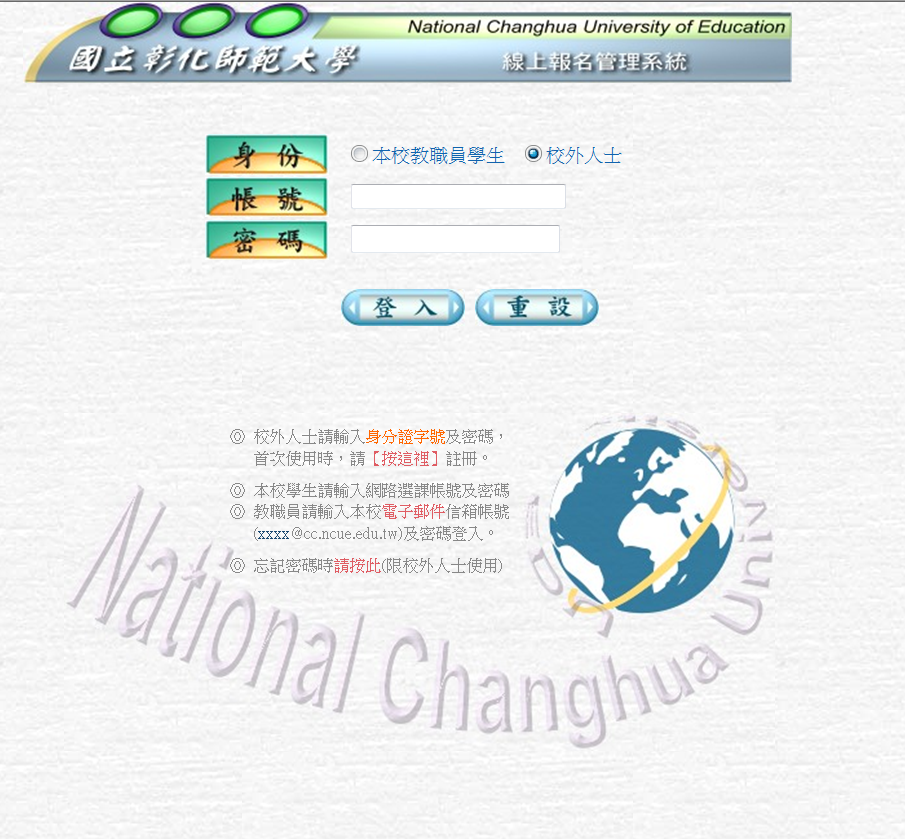 National Changhua University of Education
國立彰化師範大學
線上報名管理系統
身份 本校教職員學生 校外人士
帳號
密碼
登入 重設
◎ 校外人士請輸入身分證字號及密碼，
首次使用時，請【按這裡】註冊。
◎ 本校學生請輸入網路選課帳號及密碼
◎ 教職員請輸入本校電子郵件信箱帳號
(xxxx@cc.ncue.edu.tw)及密碼登入。
◎ 忘記密碼時請按此(限校外人士使用)
National Changhua Univ